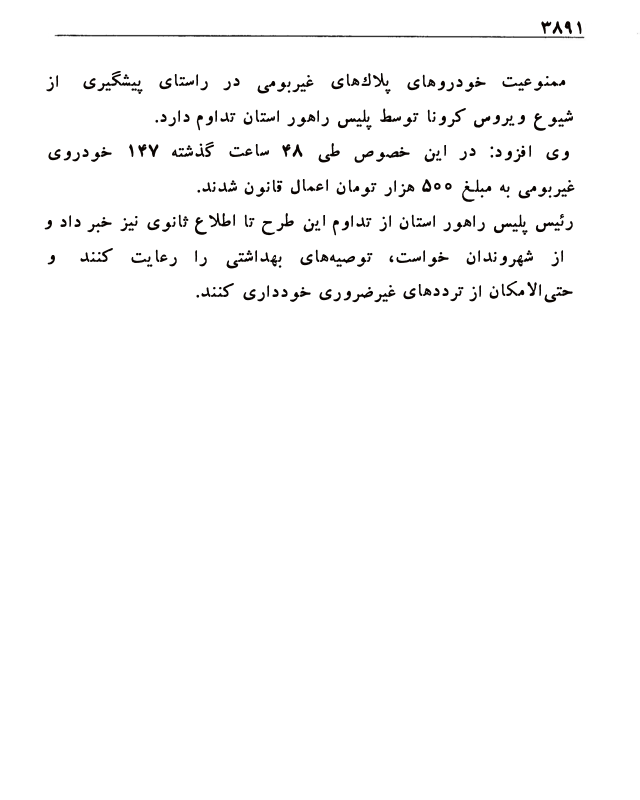 ۳۸۹۱
ممنوعیت خودروهای پلاک‌های غیربومی در راستای پیشگیری از
شیوع ویروس کرونا توسط پلیس راهور استان تداوم دارد.
وی افزود: در این خصوص طی ۴۸ ساعت گذشته ۱۴۷ خودروی
غیربومی به مبلغ ۵۰۰ هزار تومان اعمال قانون شدند.
رئیس پلیس راهور استان از تداوم این طرح تا اطلاع ثانوی نیز خبر داد و
از شهروندان خواست، توصیه‌های بهداشتی را رعایت کنند و
حتی‌الامکان از ترددهای غیرضروری خودداری کنند.